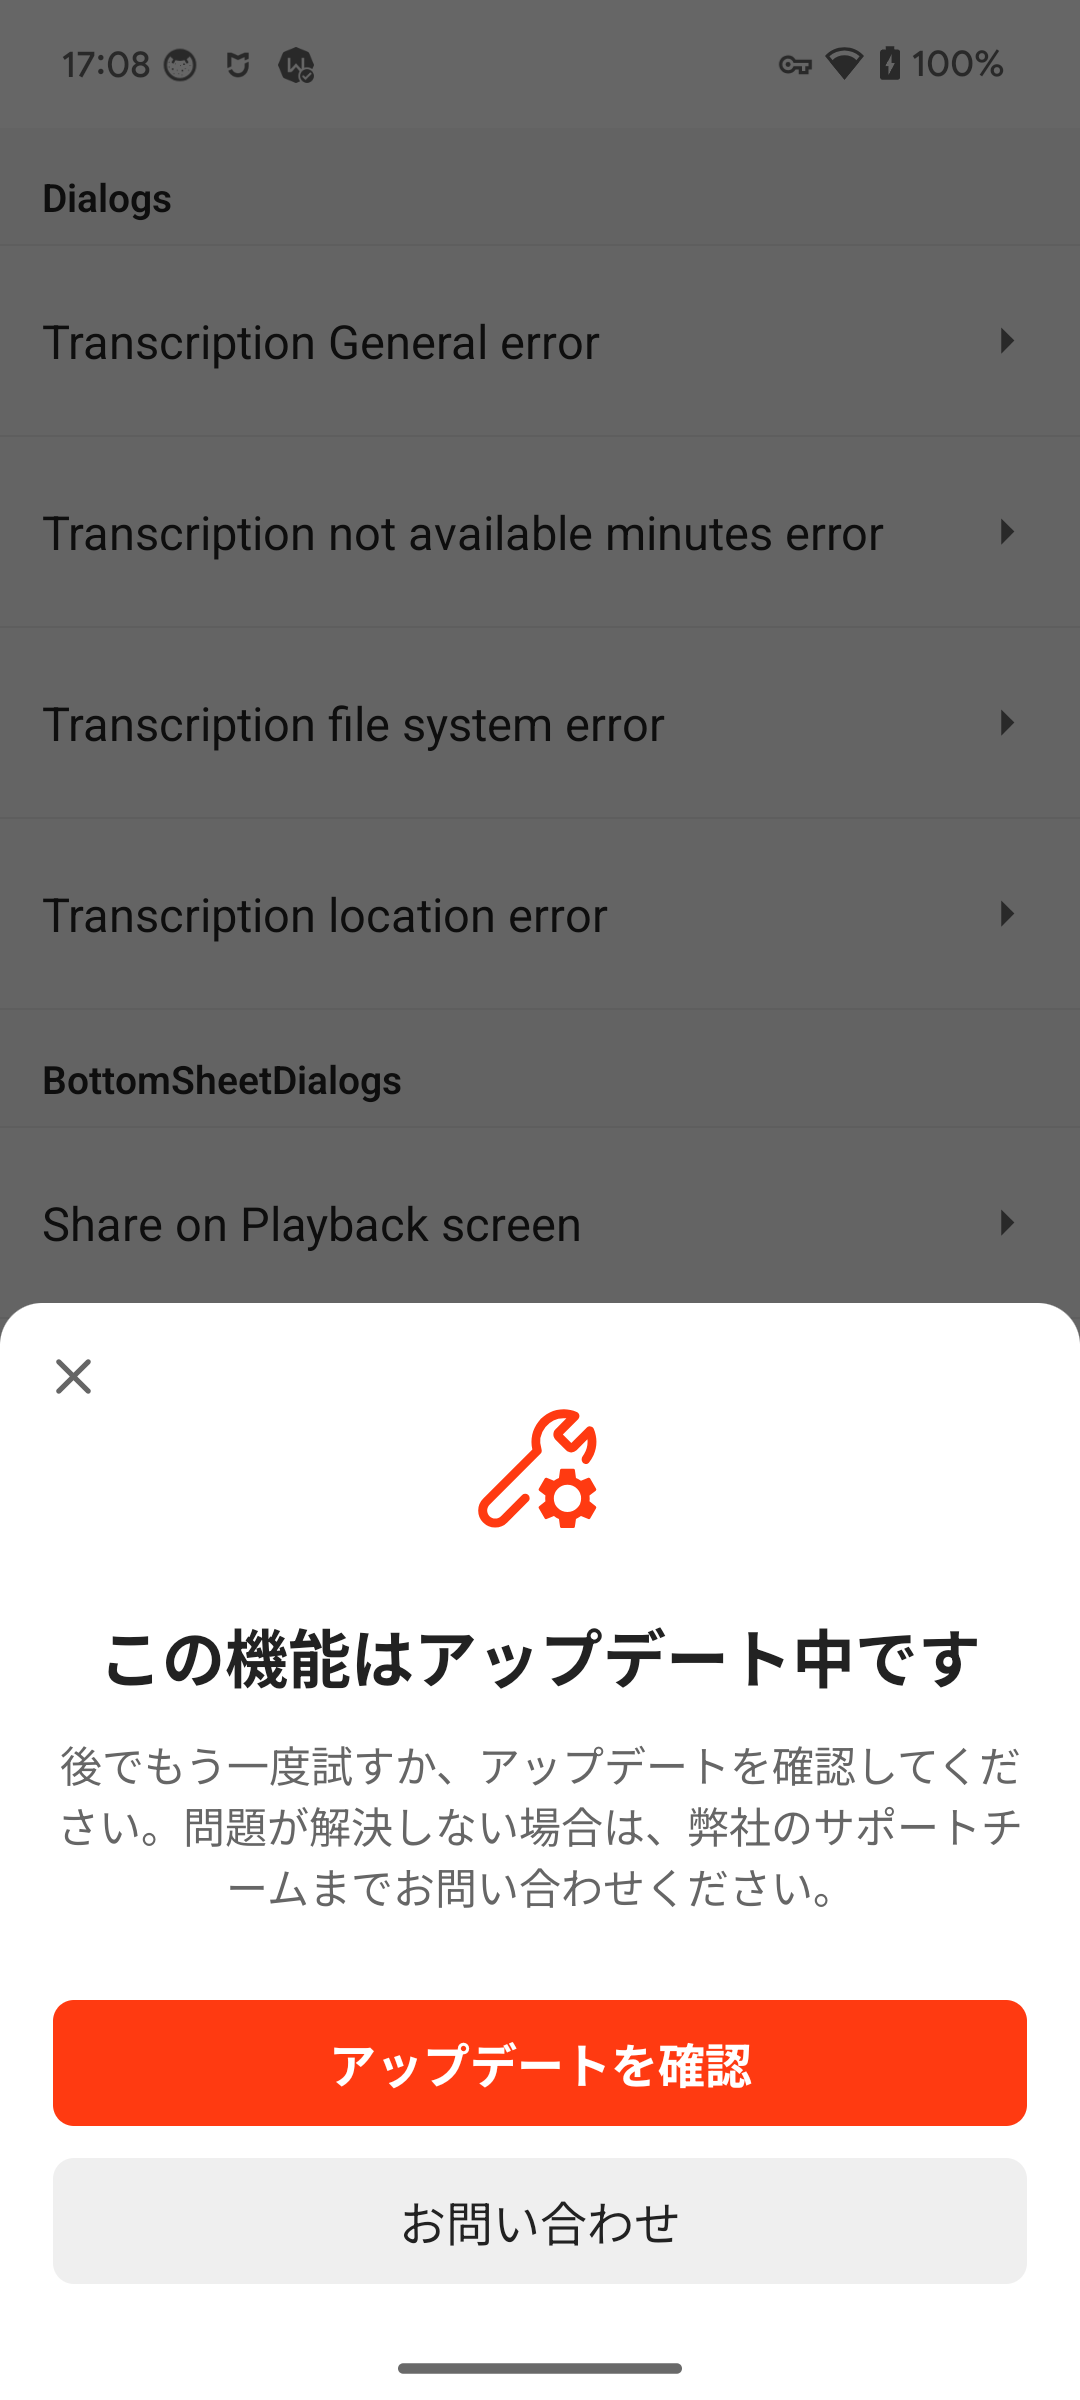 17:08
100%
Dialogs
Transcription General error
Transcription not available minutes error
Transcription file system error
Transcription location error
BottomSheetDialogs
Share on Playback screen
この機能はアップデート中です
後でもう一度試すか、アップデートを確認してくだ
さい。問題が解決しない場合は、弊社のサポートチ
ームまでお問い合わせください。
アップデートを確認
お問い合わせ